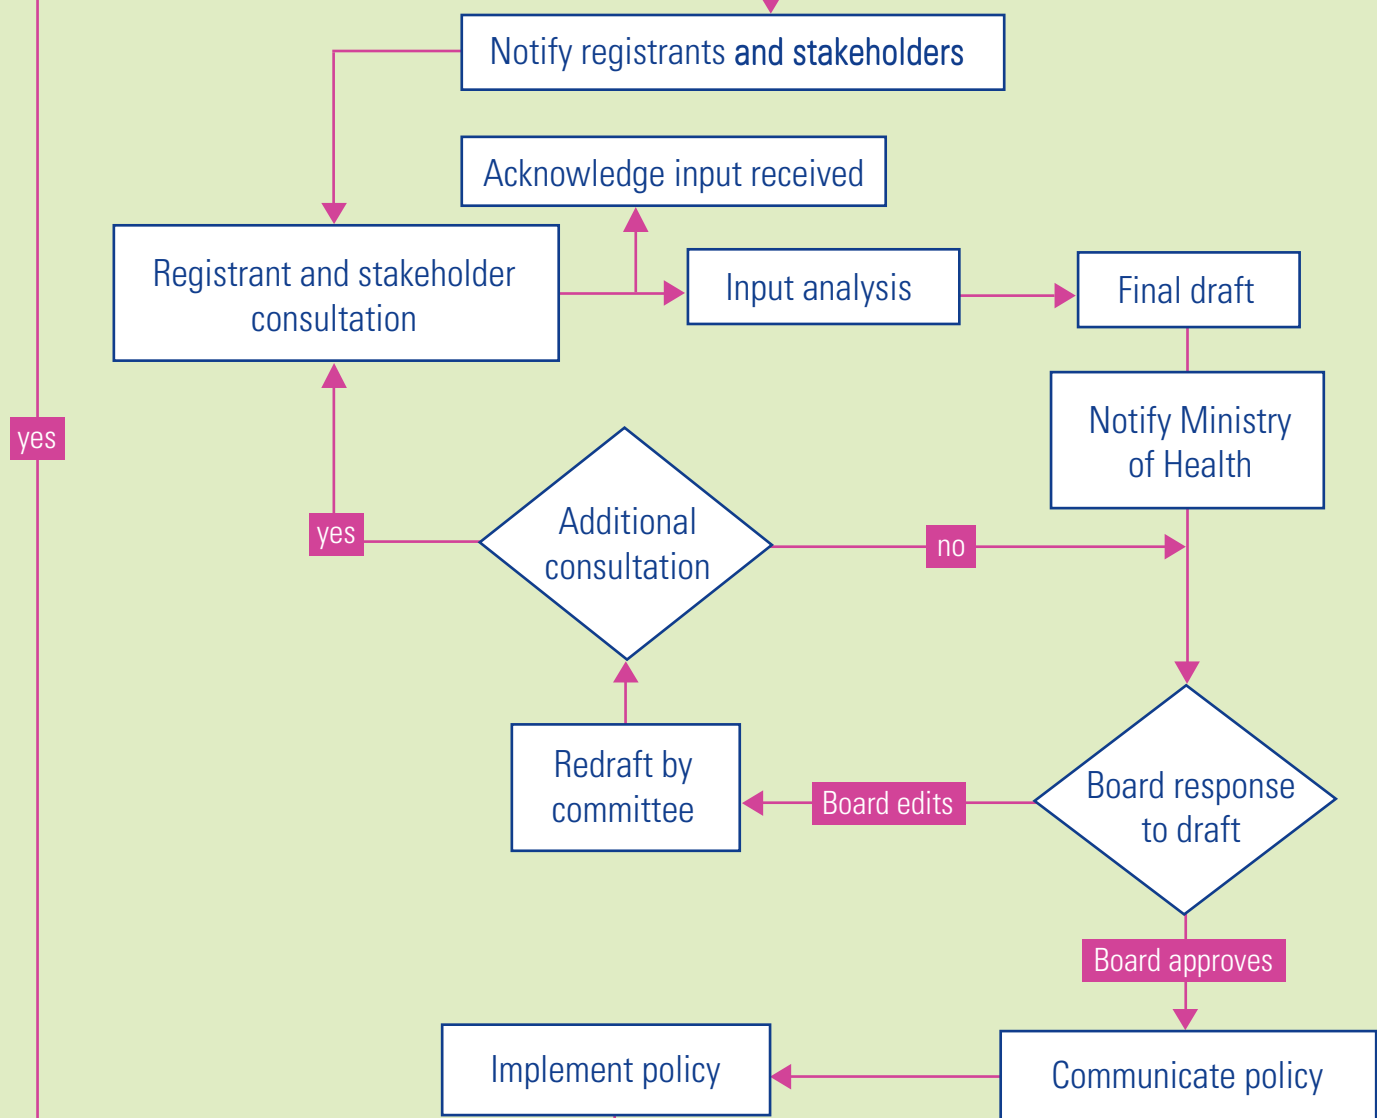 Notify registrants and stakeholders
Acknowledge input received
Registrant and stakeholder
consultation
Input analysis
Final draft
Notify Ministry
of Health
yes
Additional
consultation
yes
no
Redraft by
committee
Board edits
Board response
to draft
Board approves
Implement policy
Communicate policy